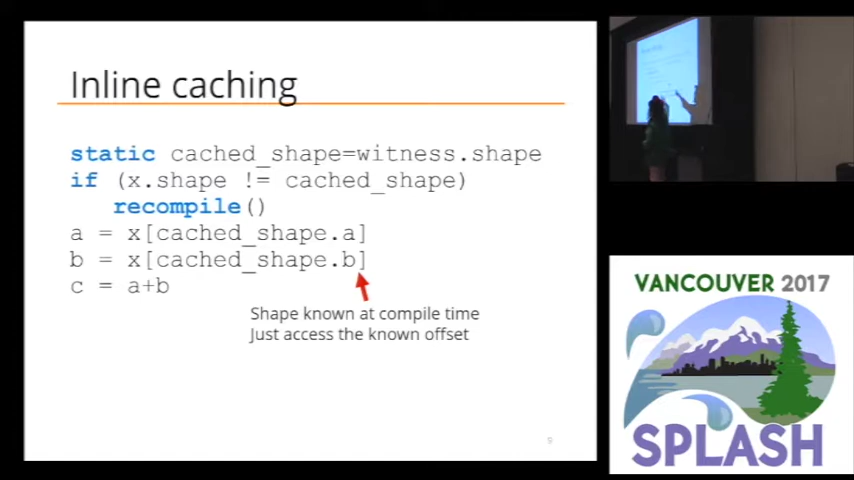 Inline caching
static cached_shape=witness.shape
if (x.shape != cached_shape)
recompile()
a = x[cached_shape.a]
b = x[cached_shape.b]
c = a+b
Shape known at compile time
Just access the known offset
9
VANCOUVER 2017
SPLASH